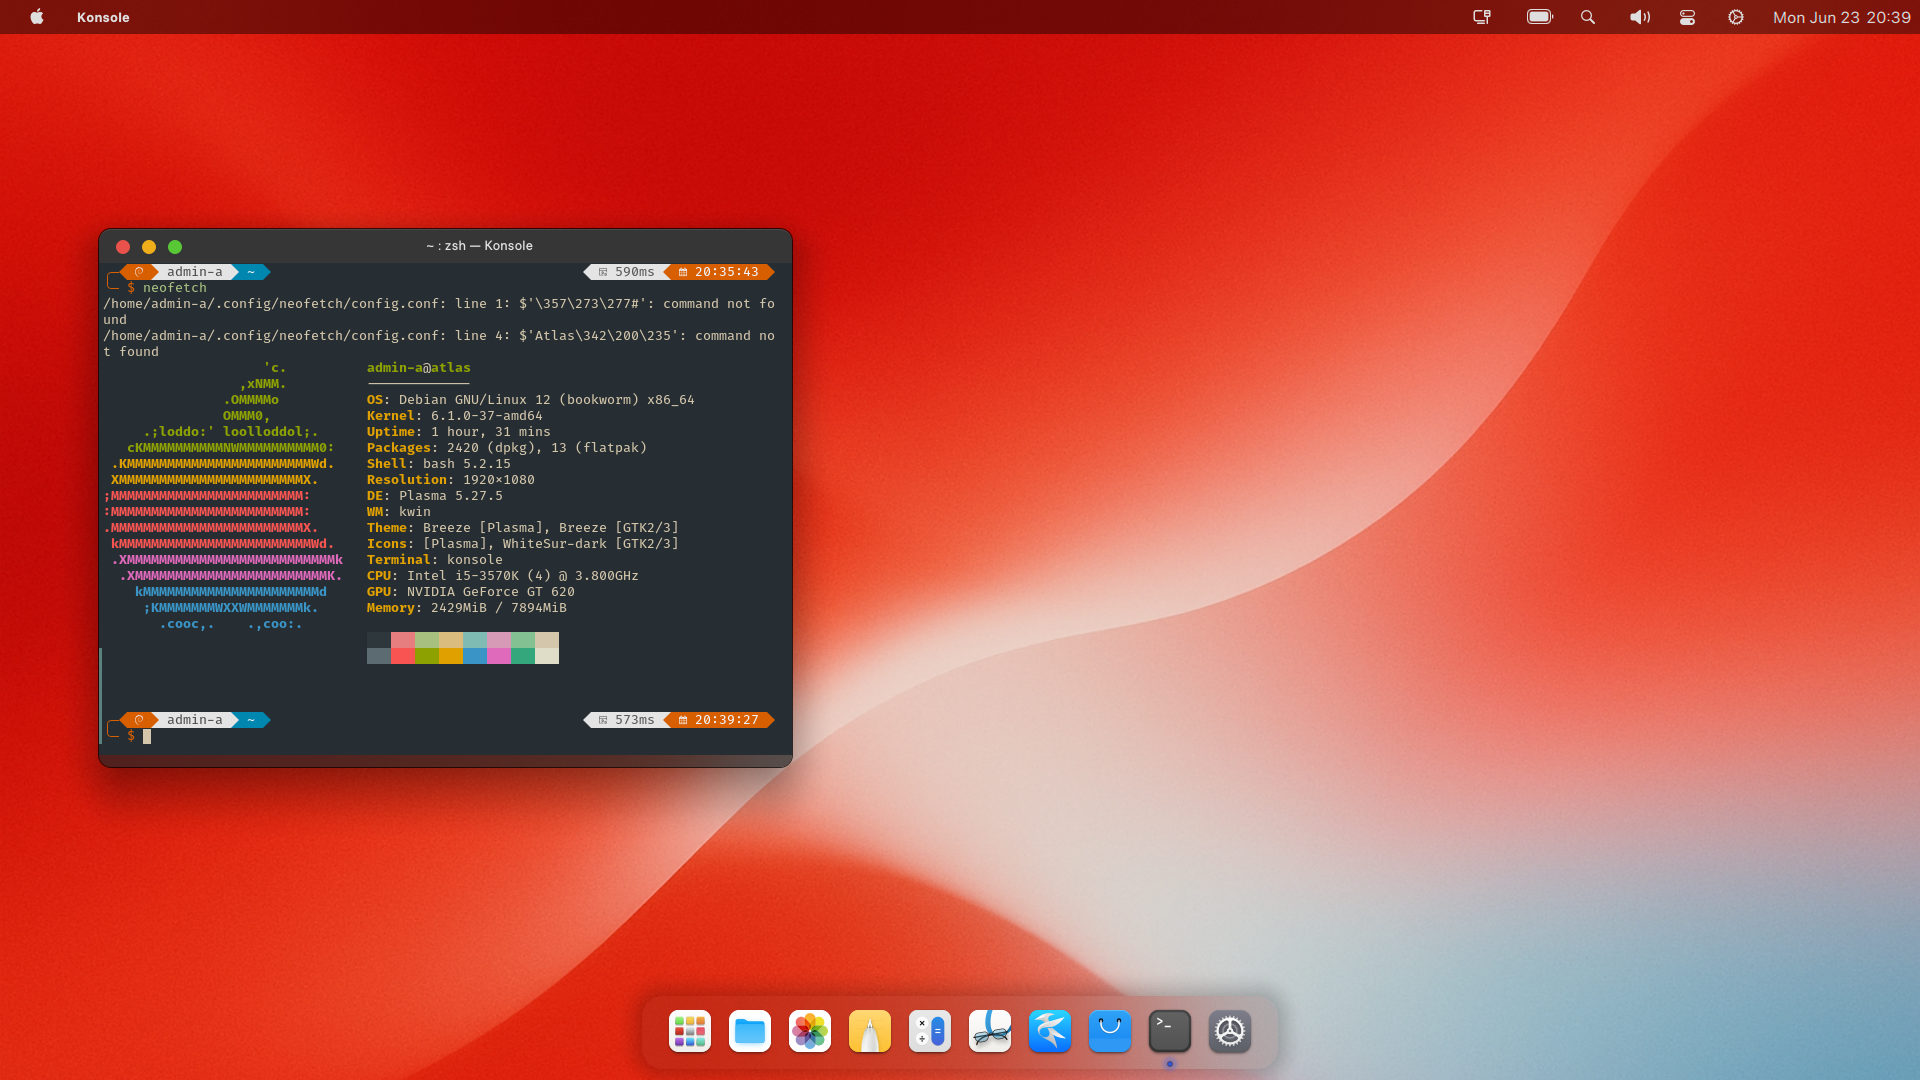 Konsole
Mon Jun 23 20:39
~ : zsh — Konsole
admin-a ~ 590ms 20:35:43
$ neofetch
/home/admin-a/.config/neofetch/config.conf: line 1: $'\357\273\277#': command not fo
und
/home/admin-a/.config/neofetch/config.conf: line 4: $'Atlas\342\200\235': command no
t found
'c. admin-a@atlas
,xNMM. -------------
.OMMMMo OS: Debian GNU/Linux 12 (bookworm) x86_64
OMMM0, Kernel: 6.1.0-37-amd64
.;loddo:' loolloddol;. Uptime: 1 hour, 31 mins
cKMMMMMMMMMMNWMMMMMMMMMM0: Packages: 2420 (dpkg), 13 (flatpak)
.KMMMMMMMMMMMMMMMMMMMMMMMWd. Shell: bash 5.2.15
XMMMMMMMMMMMMMMMMMMMMMMMX. Resolution: 1920×1080
;MMMMMMMMMMMMMMMMMMMMMMMM: DE: Plasma 5.27.5
:MMMMMMMMMMMMMMMMMMMMMMMM: WM: kwin
.MMMMMMMMMMMMMMMMMMMMMMMMX. Theme: Breeze [Plasma], Breeze [GTK2/3]
kMMMMMMMMMMMMMMMMMMMMMMMMWd. Icons: [Plasma], WhiteSur-dark [GTK2/3]
.XMMMMMMMMMMMMMMMMMMMMMMMMMMk Terminal: konsole
.XMMMMMMMMMMMMMMMMMMMMMMMMK. CPU: Intel i5-3570K (4) @ 3.800GHz
kMMMMMMMMMMMMMMMMMMMMMMd GPU: NVIDIA GeForce GT 620
;KMMMMMMMWXXWMMMMMMMk. Memory: 2429MiB / 7894MiB
.cooc,. .,coo:.
admin-a ~ 573ms 20:39:27
$